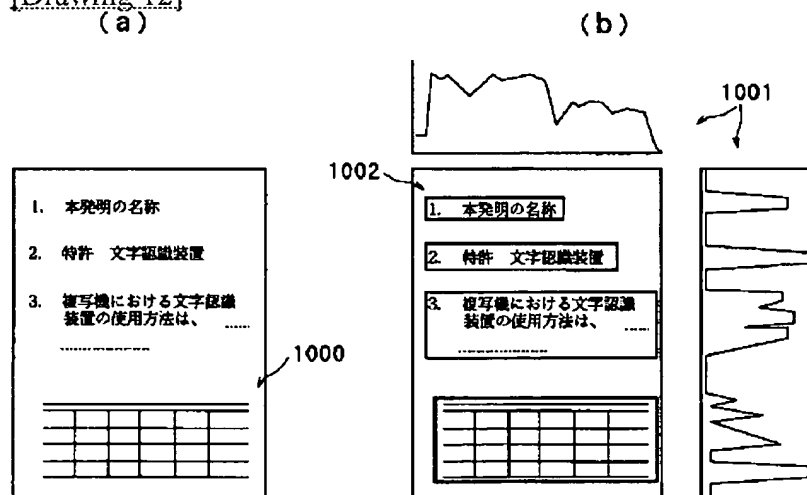 [Drawing 12]
(a)
(b)
1001
1002
1. 本発明の名称
2. 特許 文字認識装置
3. 複写機における文字認識
装置の使用方法は、 ......
1000
1. 本発明の名称
2. 特許 文字認識装置
3. 複写機における文字認識
装置の使用方法は、 ......